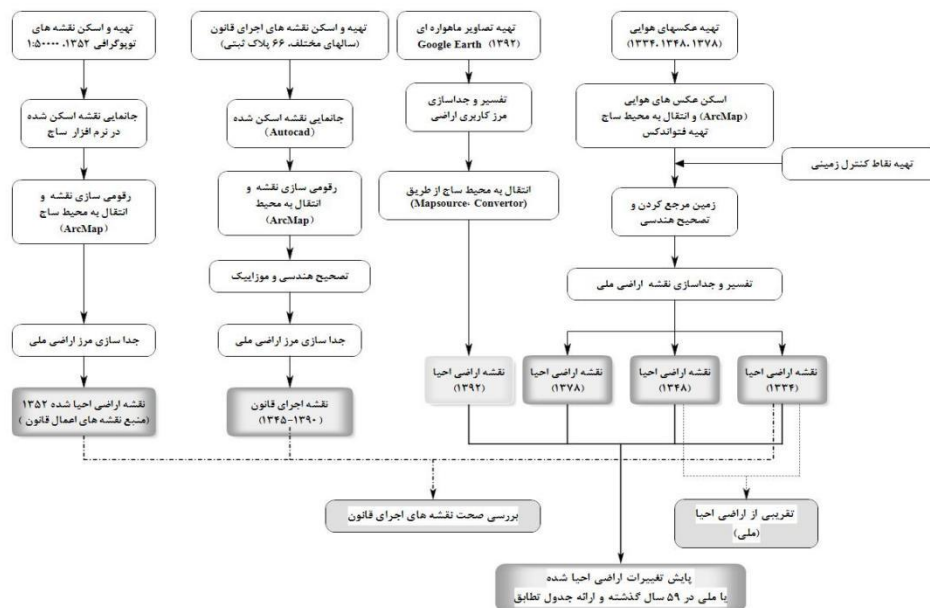 تهیه عکسهای هوایی
(۱۳۳۴، ۱۳۴۸، ۱۳۷۸)
اسکن عکس های هوایی
و انتقال به محیط ساج (ArcMap)
تهیه فتواندکس
تهیه نقاط کنترل زمینی
زمین مرجع کردن و
تصحیح هندسی
تفسیر و جداسازی نقشه اراضی ملی
نقشه اراضی احیا
(۱۳۳۴)
نقشه اراضی احیا
(۱۳۴۸)
نقشه اراضی احیا
(۱۳۷۸)
تهیه تصاویر ماهواره ای
Google Earth (۱۳۹۲)
تفسیر و جداسازی
مرز کاربری اراضی
انتقال به محیط ساج از طریق
(Mapsource، Convertor)
نقشه اراضی احیا
(۱۳۹۲)
تهیه و اسکن نقشه های اجرای قانون
(سالهای مختلف، ۶۶ پلاک ثبتی)
جانمایی نقشه اسکن شده
(Autocad)
رقومی سازی نقشه و
انتقال به محیط
(ArcMap)
تصحیح هندسی و موزاییک
جدا سازی مرز اراضی ملی
نقشه اجرای قانون
(۱۳۴۵-۱۳۹۰)
تهیه و اسکن نقشه های
توپوگرافی ۱۳۵۲، ۱:۵۰۰۰۰
جانمایی نقشه اسکن شده
در نرم افزار ساج
رقومی سازی نقشه و
انتقال به محیط ساج
(ArcMap)
جدا سازی مرز اراضی ملی
نقشه اراضی احیا شده ۱۳۵۲
(منبع نقشه های اعمال قانون)
بررسی صحت نقشه های اجرای قانون
تقریبی از اراضی احیا
(ملی)
پایش تغییرات اراضی احیا شده
یا ملی در ۵۹ سال گذشته و ارائه جدول تطابق